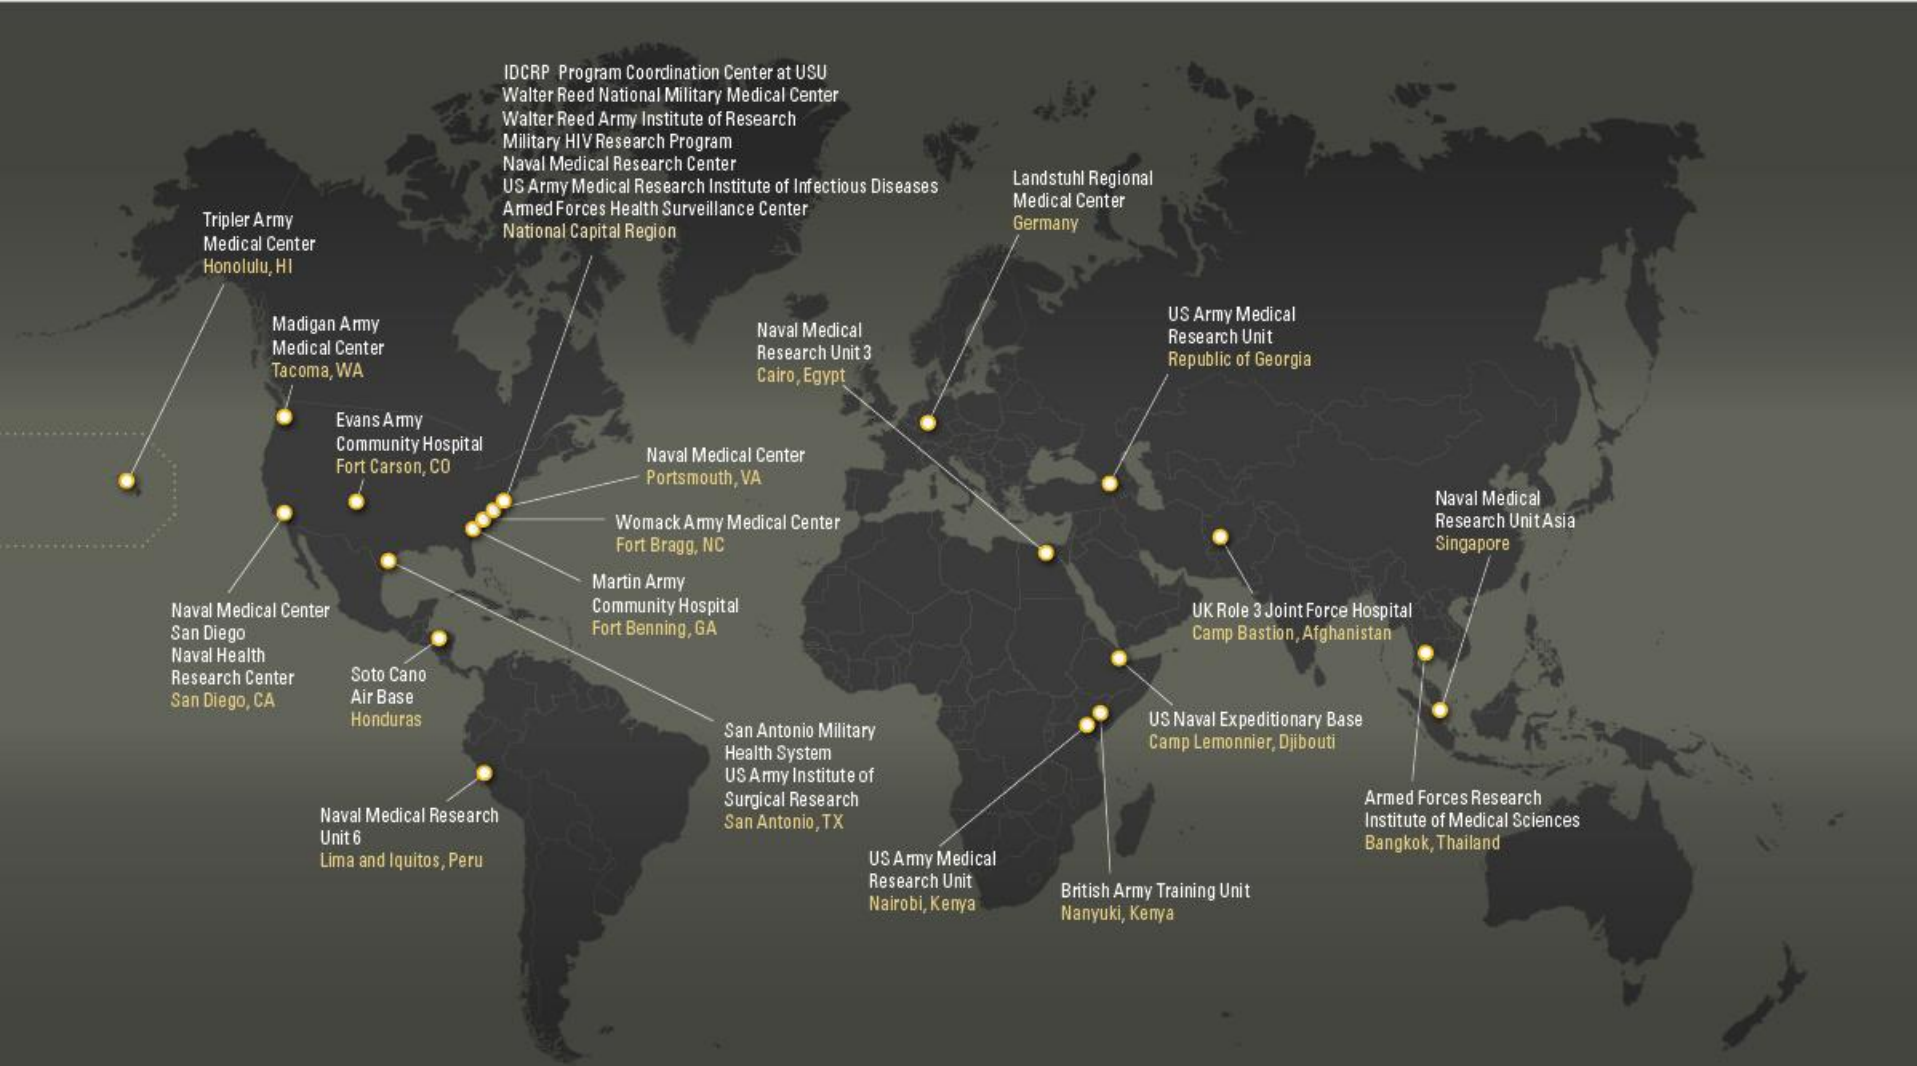 IDCRP Program Coordination Center at USU
Walter Reed National Military Medical Center
Walter Reed Army Institute of Research
Military HIV Research Program
Naval Medical Research Center
US Army Medical Research Institute of Infectious Diseases
Armed Forces Health Surveillance Center
National Capital Region
Landstuhl Regional
Medical Center
Germany
Tripler Army
Medical Center
Honolulu, HI
Madigan Army
Medical Center
Tacoma, WA
Naval Medical
Research Unit 3
Cairo, Egypt
US Army Medical
Research Unit
Republic of Georgia
Evans Army
Community Hospital
Fort Carson, CO
Naval Medical Center
Portsmouth, VA
Womack Army Medical Center
Fort Bragg, NC
Martin Army
Community Hospital
Fort Benning, GA
Naval Medical
Research Unit Asia
Singapore
UK Role 3 Joint Force Hospital
Camp Bastion, Afghanistan
Naval Medical Center
San Diego
Naval Health
Research Center
San Diego, CA
Soto Cano
Air Base
Honduras
San Antonio Military
Health System
US Army Institute of
Surgical Research
San Antonio, TX
US Naval Expeditionary Base
Camp Lemonnier, Djibouti
Naval Medical Research
Unit 6
Lima and Iquitos, Peru
US Army Medical
Research Unit
Nairobi, Kenya
British Army Training Unit
Nanyuki, Kenya
Armed Forces Research
Institute of Medical Sciences
Bangkok, Thailand